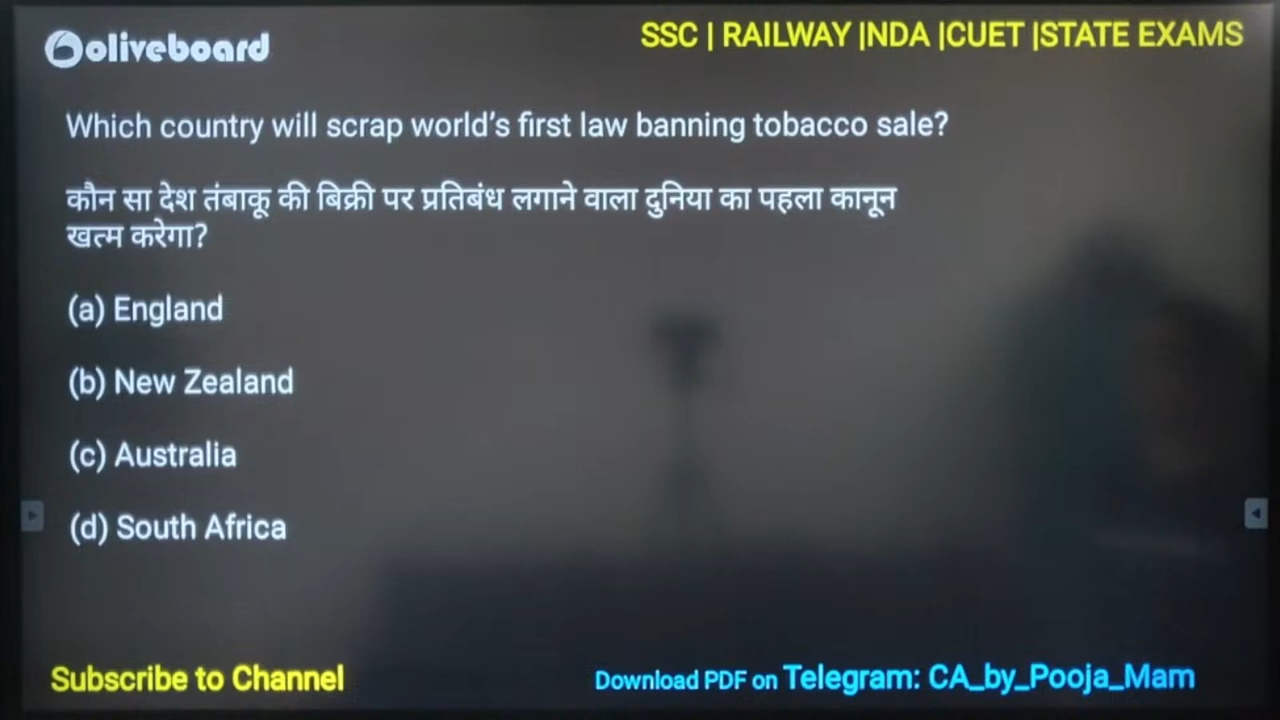 oliveboard
SSC | RAILWAY |NDA |CUET |STATE EXAMS
Which country will scrap world's first law banning tobacco sale?
कौन सा देश तंबाकू की बिक्री पर प्रतिबंध लगाने वाला दुनिया का पहला कानून
खत्म करेगा?
(a) England
(b) New Zealand
(c) Australia
(d) South Africa
Subscribe to Channel
Download PDF on Telegram: CA_by_Pooja_Mam